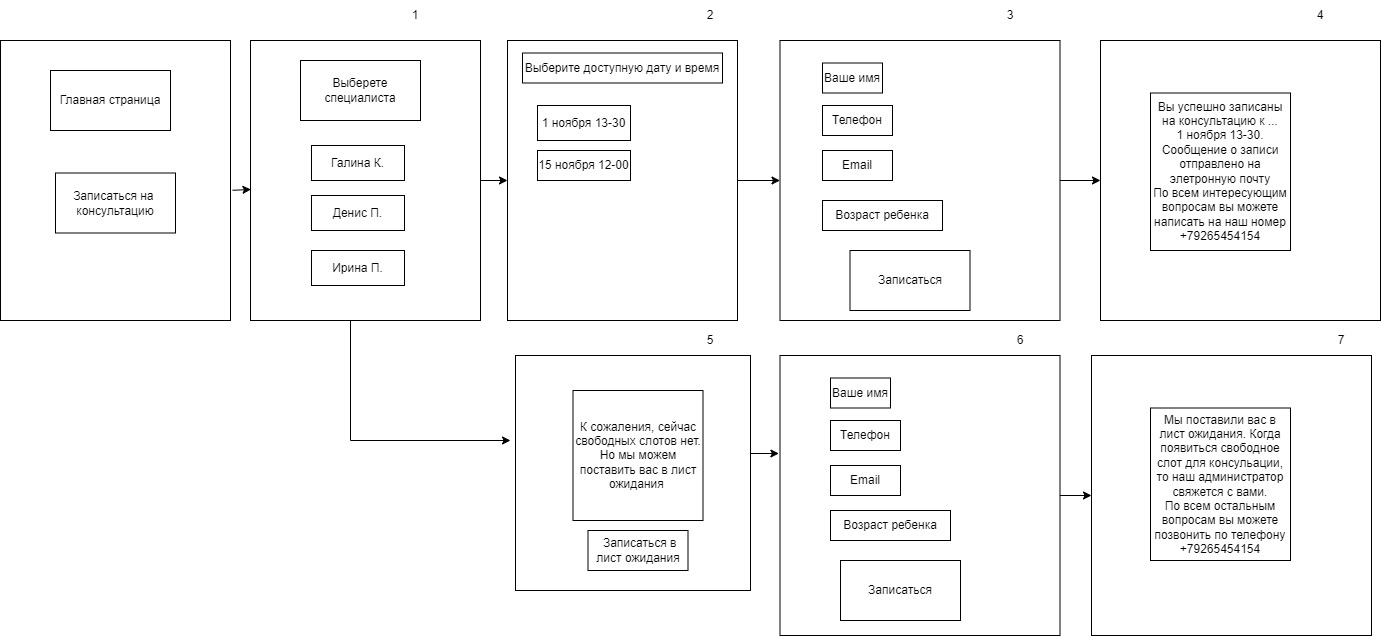 1
2
3
4
Главная страница
Записаться на
консультацию
Выберете
специалиста
Галина К.
Денис П.
Ирина П.
Выберите доступную дату и время
1 ноября 13-30
15 ноября 12-00
Ваше имя
Телефон
Email
Возраст ребенка
Записаться
Вы успешно записаны
на консультацию к ...
1 ноября 13-30.
Сообщение о записи
отправлено на
элетронную почту
По всем интересующим
вопросам вы можете
написать на наш номер
+79265454154
5
6
7
К сожаления, сейчас
свободных слотов нет.
Но мы можем
поставить вас в лист
ожидания
Записаться в
лист ожидания
Ваше имя
Телефон
Email
Возраст ребенка
Записаться
Мы поставили вас в
лист ожидания. Когда
появиться свободное
слот для консульации,
то наш администратор
свяжется с вами.
По всем остальным
вопросам вы можете
позвонить по телефону
+79265454154